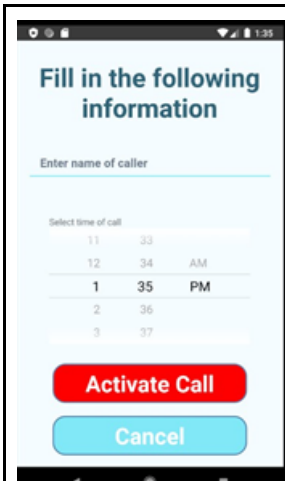 1:35
Fill in the following
information
Enter name of caller
Select time of call
11 33
12 34 AM
1 35 PM
2 36
3 37
Activate Call
Cancel